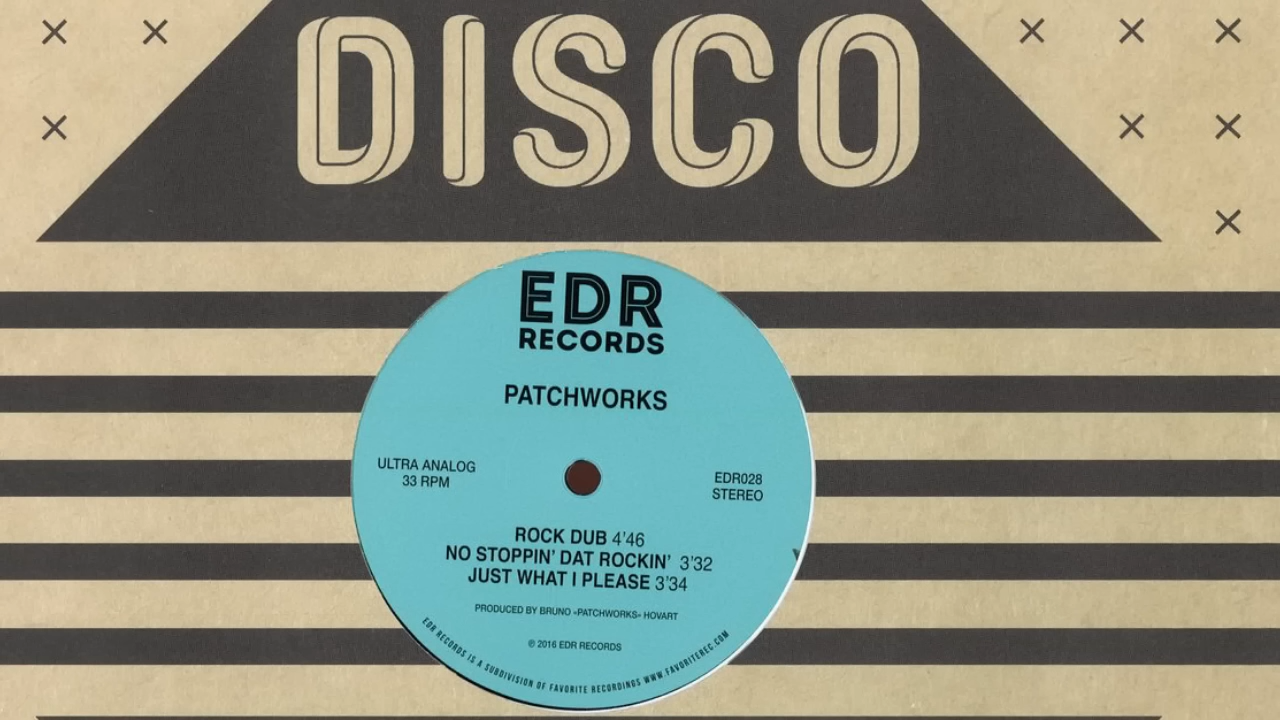 DISCO
EDR
RECORDS
PATCHWORKS
ULTRA ANALOG
33 RPM
EDR028
STEREO
ROCK DUB 4'46
NO STOPPIN' DAT ROCKIN' 3'32
JUST WHAT I PLEASE 3'34
PRODUCED BY BRUNO «PATCHWORKS» HOVART
© 2016 EDR RECORDS
EDR RECORDS IS A SUBDIVISION OF FAVORITE RECORDINGS WWW.FAVORITEREC.COM